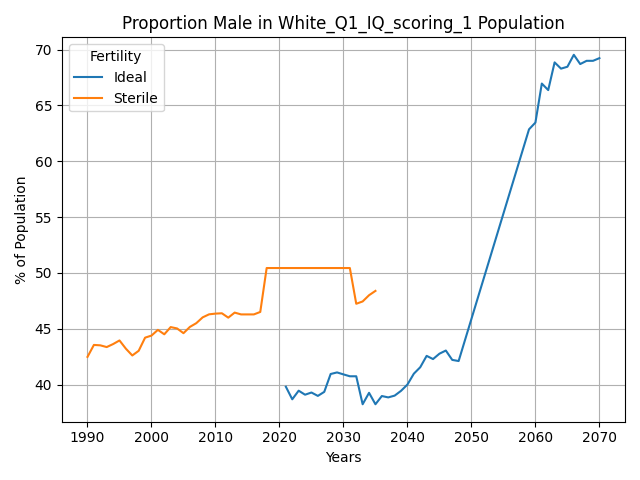 Proportion Male in White_Q1_IQ_scoring_1 Population
% of Population
70
65
60
55
50
45
40
Fertility
Ideal
Sterile
1990 2000 2010 2020 2030 2040 2050 2060 2070
Years